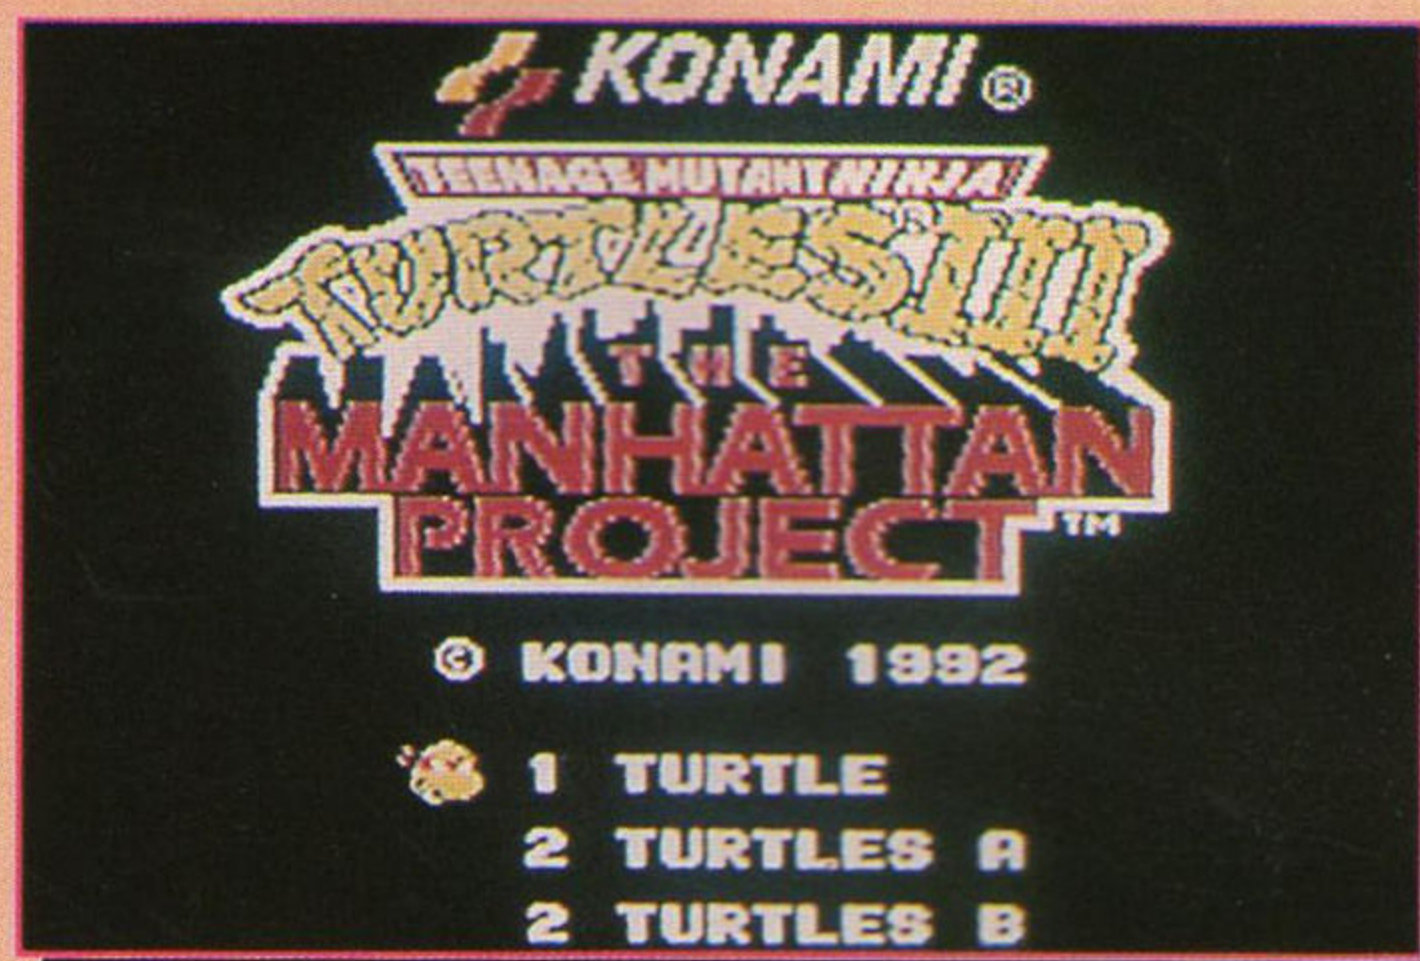 KONAMI®
TEENAGE MUTANT NINJA
TURTLES® III
THE
MANHATTAN
PROJECT™
© KONAMI 1992
1 TURTLE
2 TURTLES A
2 TURTLES B